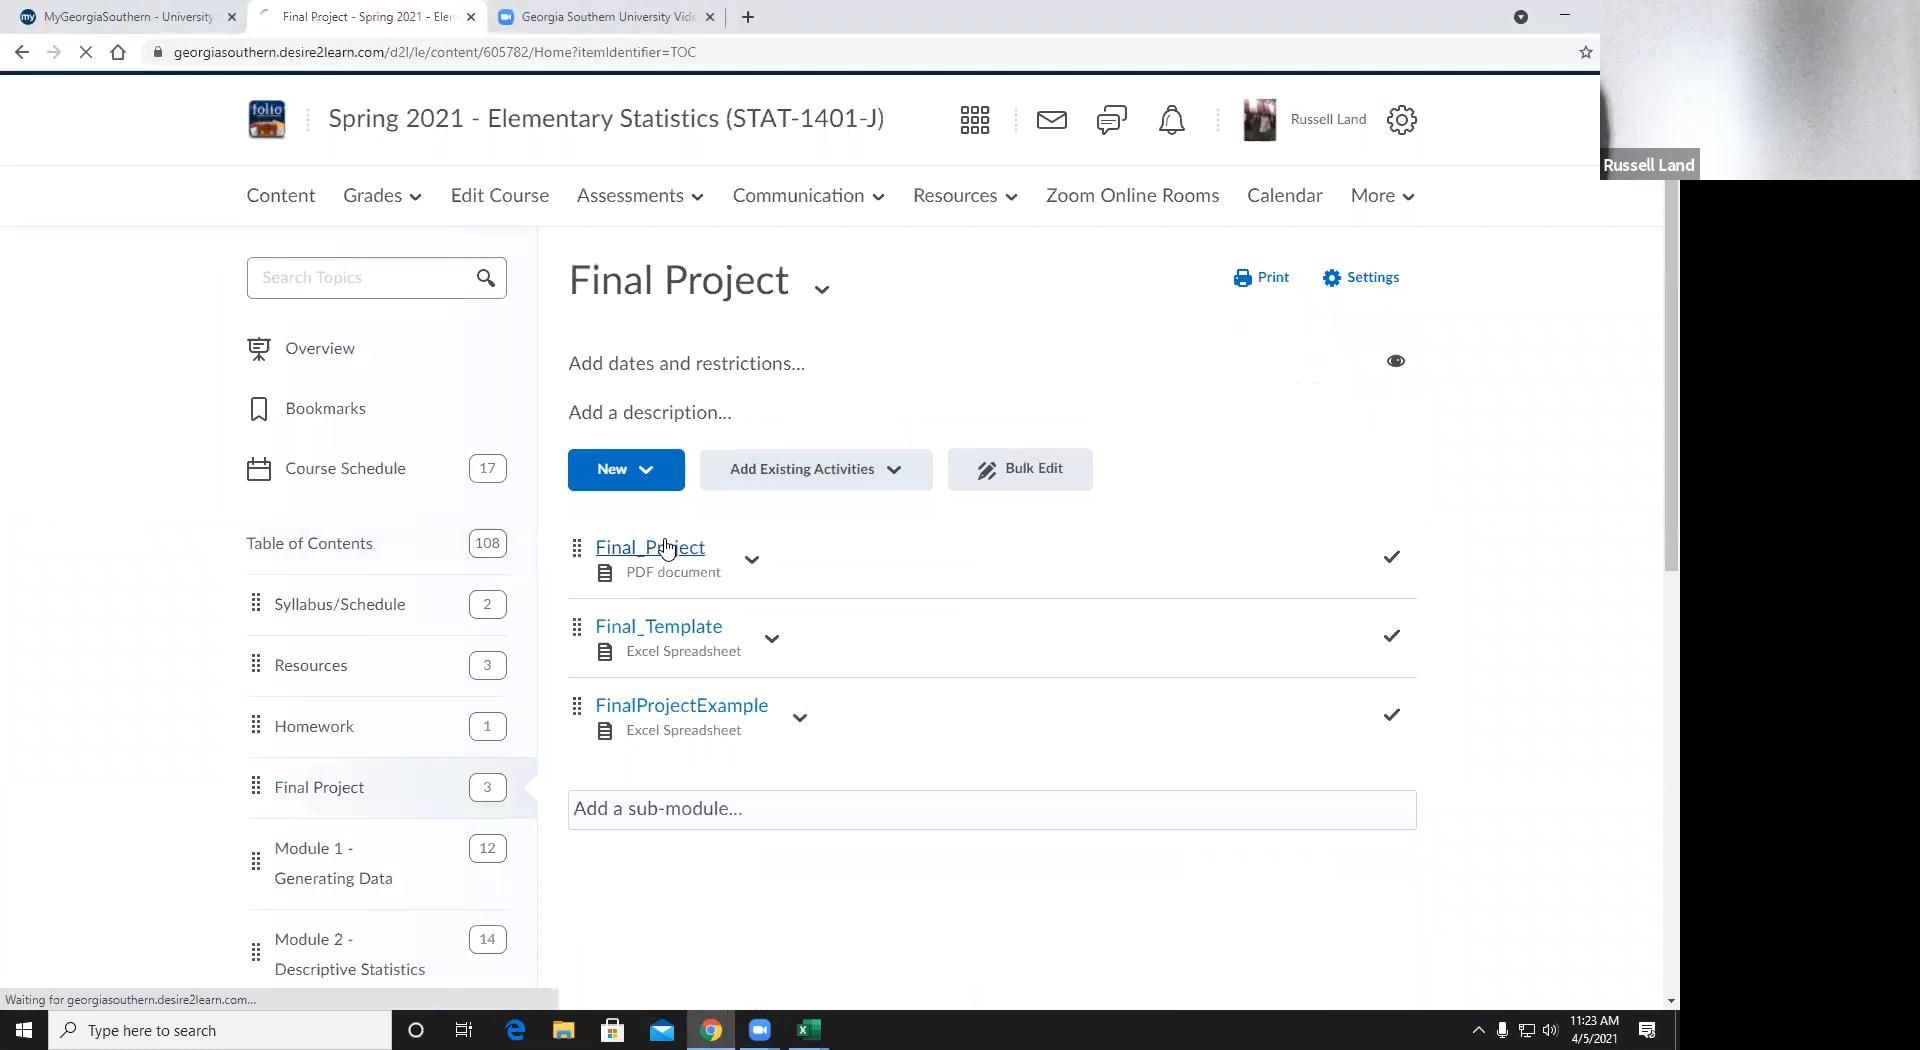 my MyGeorgiaSouthern - University
Final Project - Spring 2021 - Elem
Georgia Southern University Vide
georgiasouthern.desire2learn.com/d2l/le/content/605782/Home?itemIdentifier=TOC
folio
Spring 2021 - Elementary Statistics (STAT-1401-J)
Russell Land
Russell Land
Content Grades Edit Course Assessments Communication Resources Zoom Online Rooms Calendar More
Search Topics
Final Project
Print
Settings
Overview
Add dates and restrictions...
Bookmarks
Add a description...
Course Schedule 17
New
Add Existing Activities
Bulk Edit
Table of Contents 108
Final_Project
PDF document
Syllabus/Schedule 2
Final_Template
Excel Spreadsheet
Resources 3
FinalProjectExample
Excel Spreadsheet
Homework 1
Final Project 3
Add a sub-module...
Module 1 -
Generating Data
12
Module 2 -
Descriptive Statistics
14
Waiting for georgiasouthern.desire2learn.com...
Type here to search
11:23 AM
4/5/2021